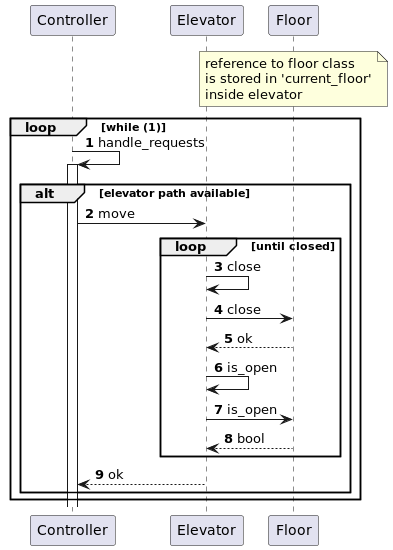 Controller Elevator Floor
reference to floor class
is stored in 'current_floor'
inside elevator
loop [while (1)]
1 handle_requests
alt [elevator path available]
2 move
loop [until closed]
3 close
4 close
5 ok
6 is_open
7 is_open
8 bool
9 ok
Controller Elevator Floor